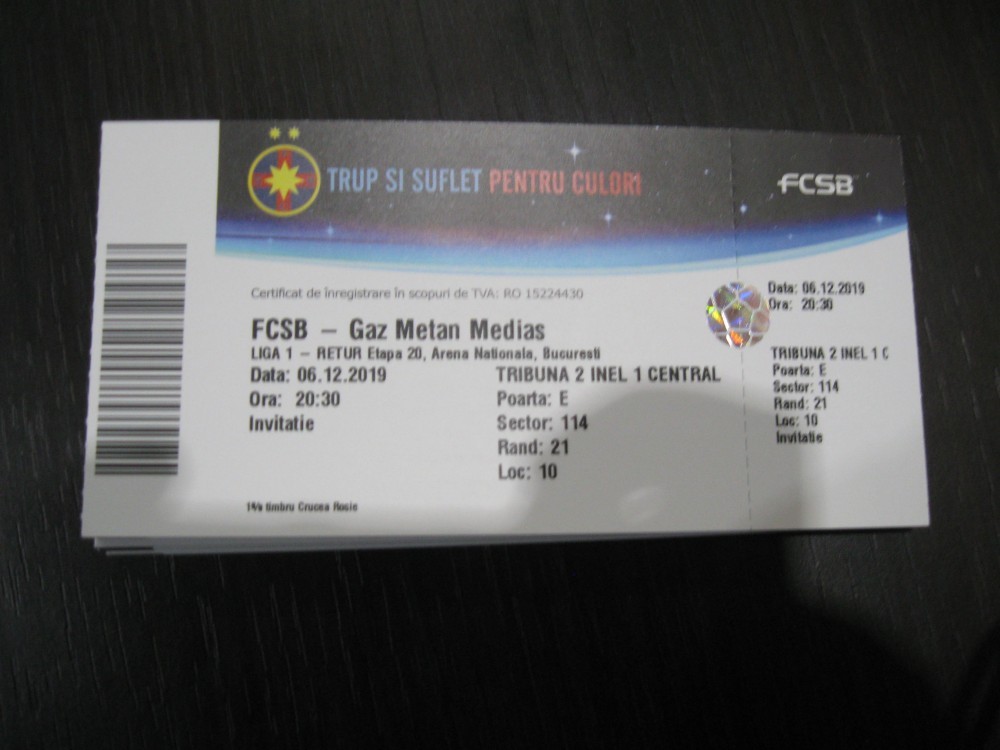 TRUP SI SUFLET PENTRU CULORI
FCSB
Certificat de înregistrare în scopuri de TVA: RO 15224430
FCSB – Gaz Metan Medias
LIGA 1 – RETUR Etapa 20, Arena Nationala, Bucuresti
Data: 06.12.2019
Ora: 20:30
Invitatie
TRIBUNA 2 INEL 1 CENTRAL
Poarta: E
Sector: 114
Rand: 21
Loc: 10
1% timbru Crucea Rosie
Data: 06.12.2019
Ora: 20:30
TRIBUNA 2 INEL 1 C
Poarta: E
Sector: 114
Rand: 21
Loc: 10
Invitatie